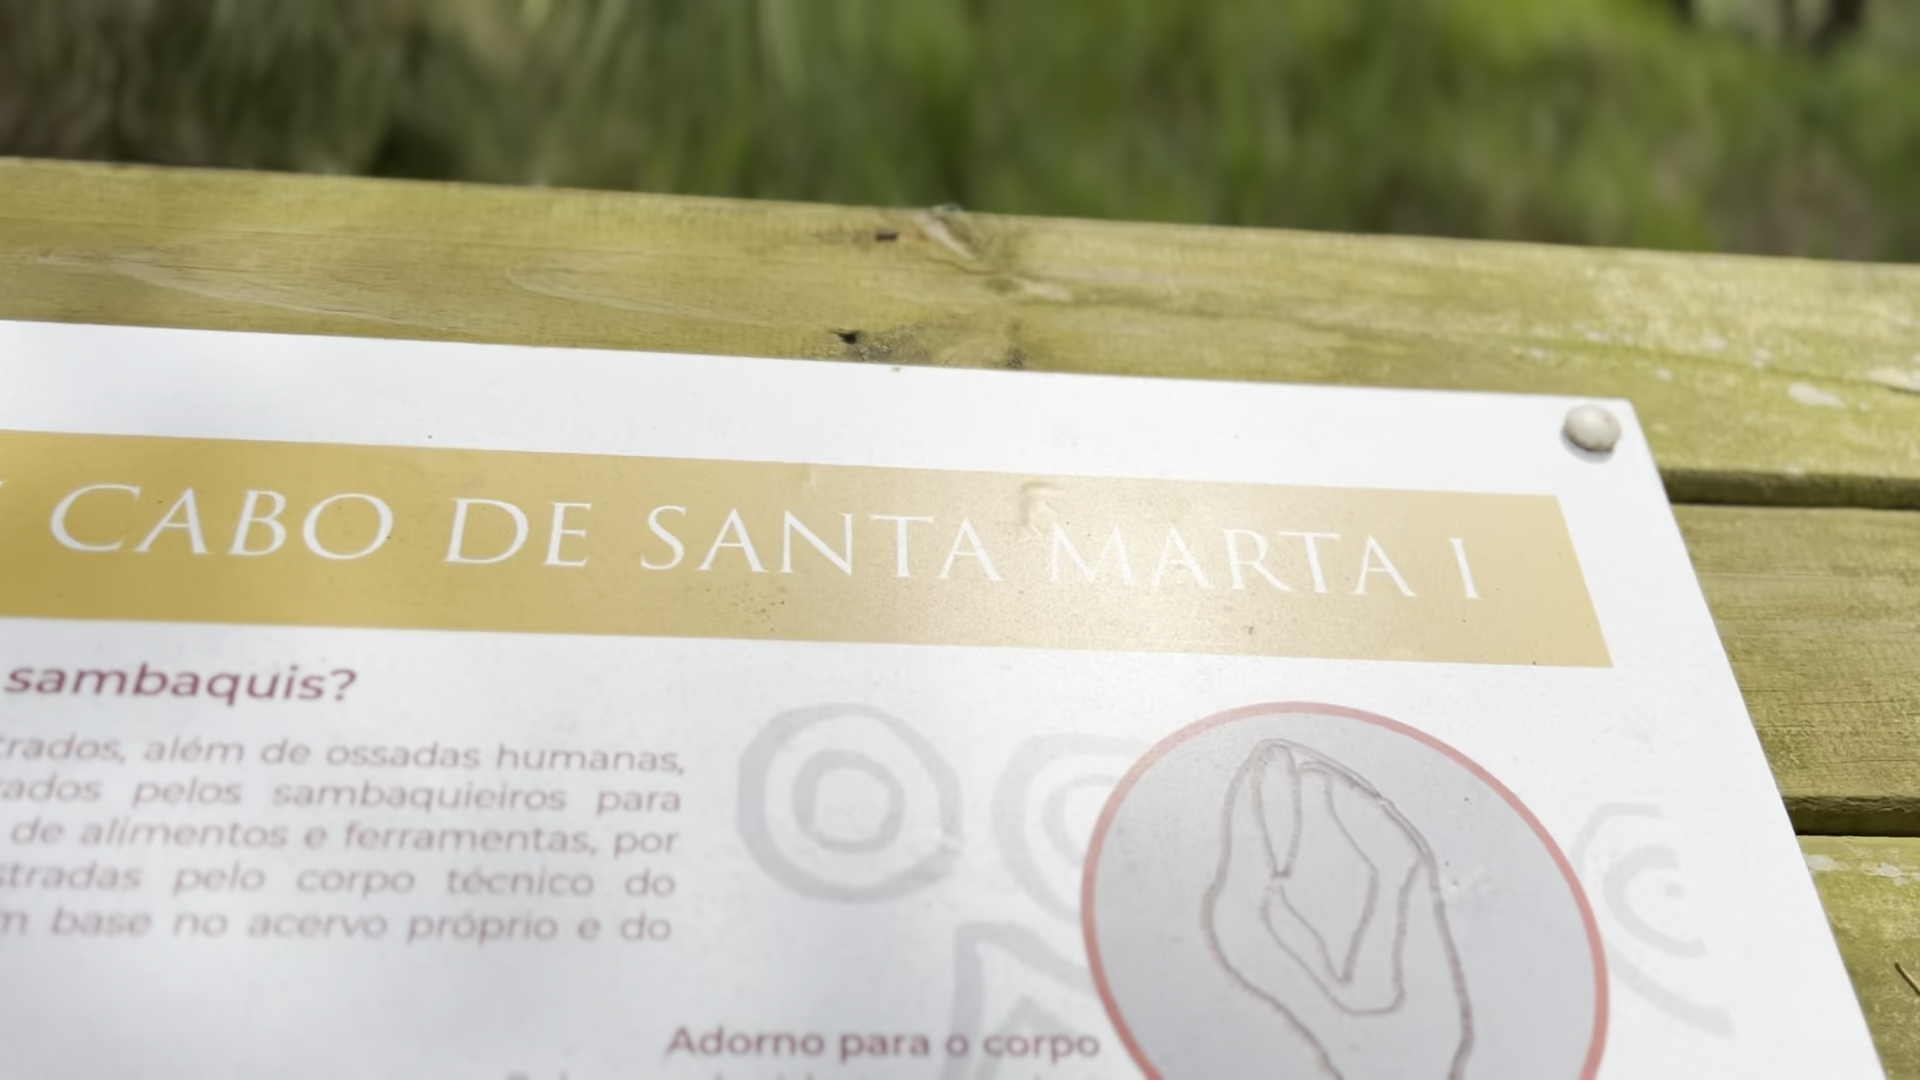 CABO DE SANTA MARTA I
sambaquis?
trados, além de ossadas humanas,
tados pelos sambaquieiros para
de alimentos e ferramentas, por
stradas pelo corpo técnico do
m base no acervo próprio e do
Adorno para o corpo